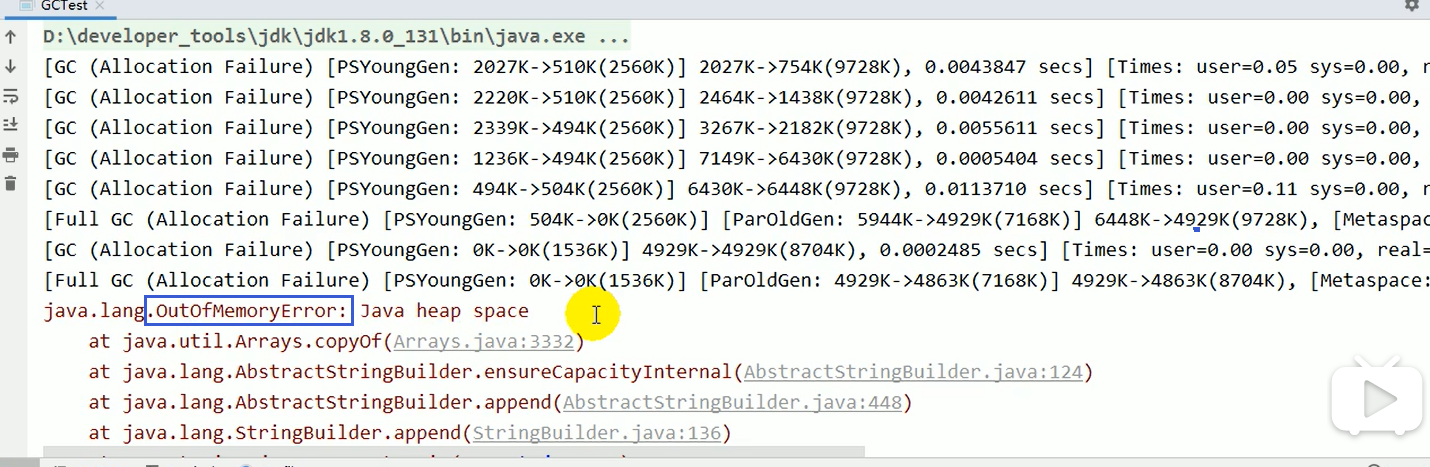 GCTest
D:\developer_tools\jdk\jdk1.8.0_131\bin\java.exe ...
[GC (Allocation Failure) [PSYoungGen: 2027K->510K(2560K)] 2027K->754K(9728K), 0.0043847 secs] [Times: user=0.05 sys=0.00,
[GC (Allocation Failure) [PSYoungGen: 2220K->510K(2560K)] 2464K->1438K(9728K), 0.0042611 secs] [Times: user=0.00 sys=0.00,
[GC (Allocation Failure) [PSYoungGen: 2339K->494K(2560K)] 3267K->2182K(9728K), 0.0055611 secs] [Times: user=0.00 sys=0.00,
[GC (Allocation Failure) [PSYoungGen: 1236K->494K(2560K)] 7149K->6430K(9728K), 0.0005404 secs] [Times: user=0.00 sys=0.00,
[GC (Allocation Failure) [PSYoungGen: 494K->504K(2560K)] 6430K->6448K(9728K), 0.0113710 secs] [Times: user=0.11 sys=0.00,
[Full GC (Allocation Failure) [PSYoungGen: 504K->0K(2560K)] [ParOldGen: 5944K->4929K(7168K)] 6448K->4929K(9728K), [Metaspac
[GC (Allocation Failure) [PSYoungGen: 0K->0K(1536K)] 4929K->4929K(8704K), 0.0002485 secs] [Times: user=0.00 sys=0.00, real=
[Full GC (Allocation Failure) [PSYoungGen: 0K->0K(1536K)] [ParOldGen: 4929K->4863K(7168K)] 4929K->4863K(8704K), [Metaspace:
java.lang.OutOfMemoryError: Java heap space
at java.util.Arrays.copyOf(Arrays.java:3332)
at java.lang.AbstractStringBuilder.ensureCapacityInternal(AbstractStringBuilder.java:124)
at java.lang.AbstractStringBuilder.append(AbstractStringBuilder.java:448)
at java.lang.StringBuilder.append(StringBuilder.java:136)